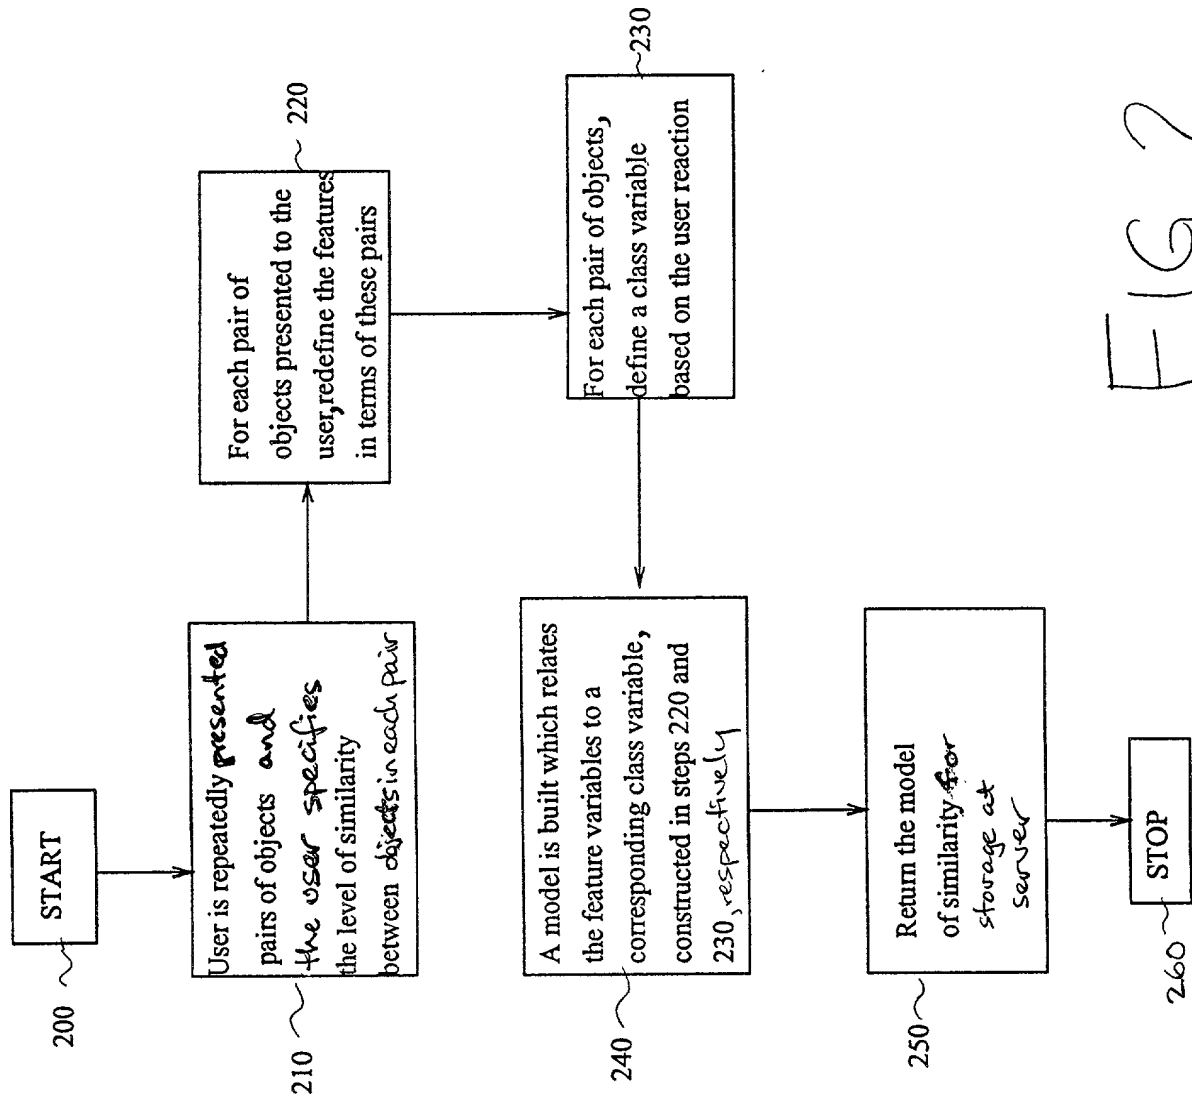 START
200
User is repeatedly presented
pairs of objects and
the user specifies
the level of similarity
between objects in each pair
210
For each pair of
objects presented to the
user,redefine the features
in terms of these pairs
220
For each pair of objects,
define a class variable
based on the user reaction
230
A model is built which relates
the feature variables to a
corresponding class variable,
constructed in steps 220 and
230, respectively
240
Return the model
of similarity for
storage at
server
250
STOP
260
FIG 2